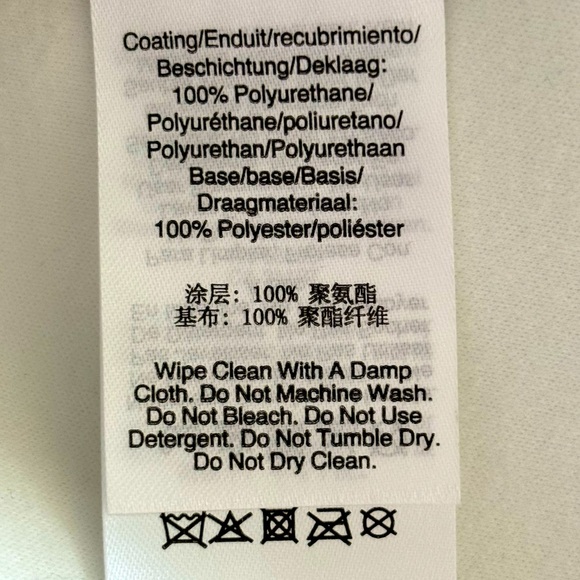 Coating/Enduit/recubrimiento/
Beschichtung/Deklaag:
100% Polyurethane/
Polyuréthane/poliuretano/
Polyurethan/Polyurethaan
Base/base/Basis/
Draagmateriaal:
100% Polyester/poliéster
涂层: 100% 聚氨酯
基布: 100% 聚酯纤维
Wipe Clean With A Damp
Cloth. Do Not Machine Wash.
Do Not Bleach. Do Not Use
Detergent. Do Not Tumble Dry.
Do Not Dry Clean.